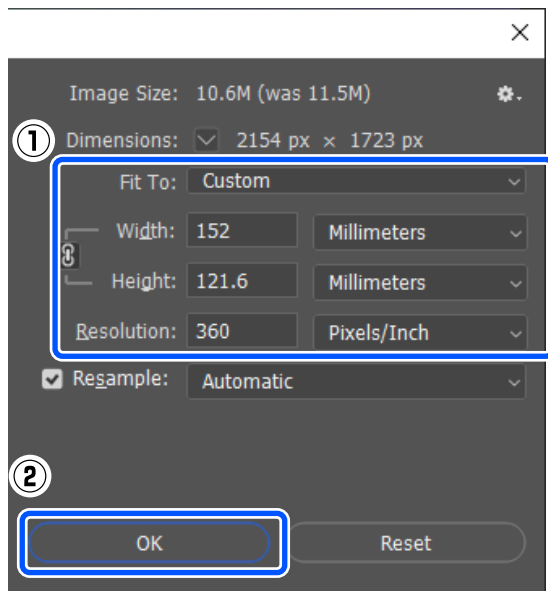 Image Size: 10.6M (was 11.5M)
① Dimensions: 2154 px × 1723 px
Fit To: Custom
Width: 152 Millimeters
Height: 121.6 Millimeters
Resolution: 360 Pixels/Inch
Resample: Automatic
②
OK Reset